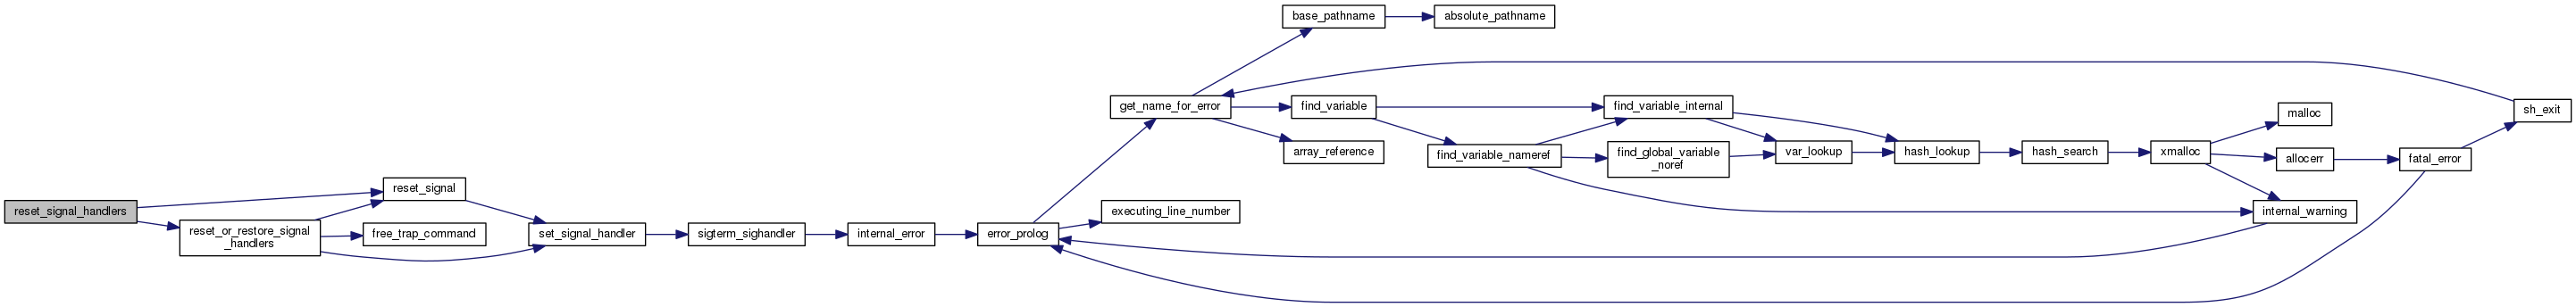 base_pathname
absolute_pathname
get_name_for_error
find_variable
find_variable_internal
sh_exit
malloc
array_reference
find_variable_nameref
find_global_variable
_noref
var_lookup
hash_lookup
hash_search
xmalloc
allocerr
fatal_error
reset_signal
reset_signal_handlers
executing_line_number
internal_warning
reset_or_restore_signal
_handlers
free_trap_command
set_signal_handler
sigterm_sighandler
internal_error
error_prolog